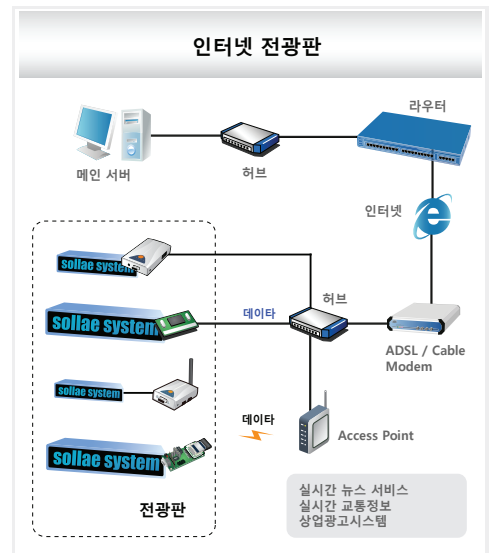 인터넷 전광판
라우터
메인 서버
허브
인터넷
sollae system
데이타
허브
sollae system
ADSL / Cable
Modem
sollae system
데이타
Access Point
sollae system
전광판
실시간 뉴스 서비스
실시간 교통정보
상업광고시스템